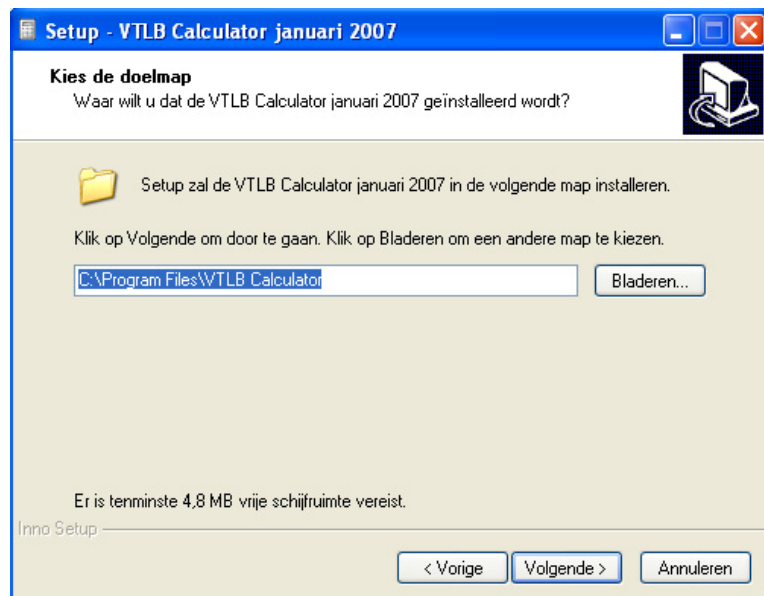 Setup - VTLB Calculator januari 2007
Kies de doelmap
Waar wilt u dat de VTLB Calculator januari 2007 geïnstalleerd wordt?
Setup zal de VTLB Calculator januari 2007 in de volgende map installeren.
Klik op Volgende om door te gaan. Klik op Bladeren om een andere map te kiezen.
C:\Program Files\VTLB Calculator
Bladeren...
Er is tenminste 4,8 MB vrije schijfruimte vereist.
Inno Setup
< Vorige
Volgende >
Annuleren